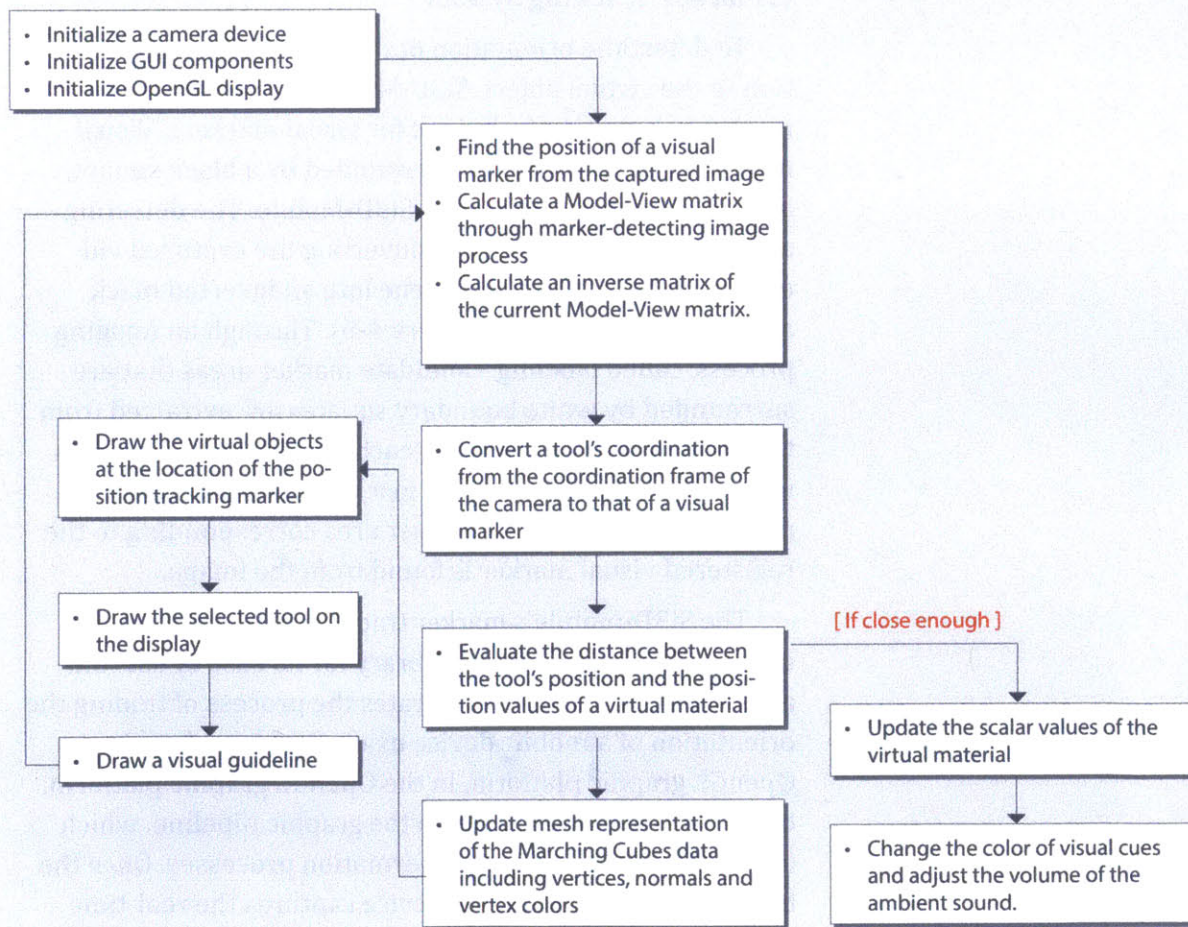 • Initialize a camera device
• Initialize GUI components
• Initialize OpenGL display
• Find the position of a visual
marker from the captured image
• Calculate a Model-View matrix
through marker-detecting image
process
• Calculate an inverse matrix of
the current Model-View matrix.
• Draw the virtual objects
at the location of the po-
sition tracking marker
• Convert a tool's coordination
from the coordination frame of
the camera to that of a visual
marker
• Draw the selected tool on
the display
[ If close enough ]
• Evaluate the distance between
the tool's position and the posi-
tion values of a virtual material
• Update the scalar values of the
virtual material
• Draw a visual guideline
• Update mesh representation
of the Marching Cubes data
including vertices, normals and
vertex colors
• Change the color of visual cues
and adjust the volume of the
ambient sound.